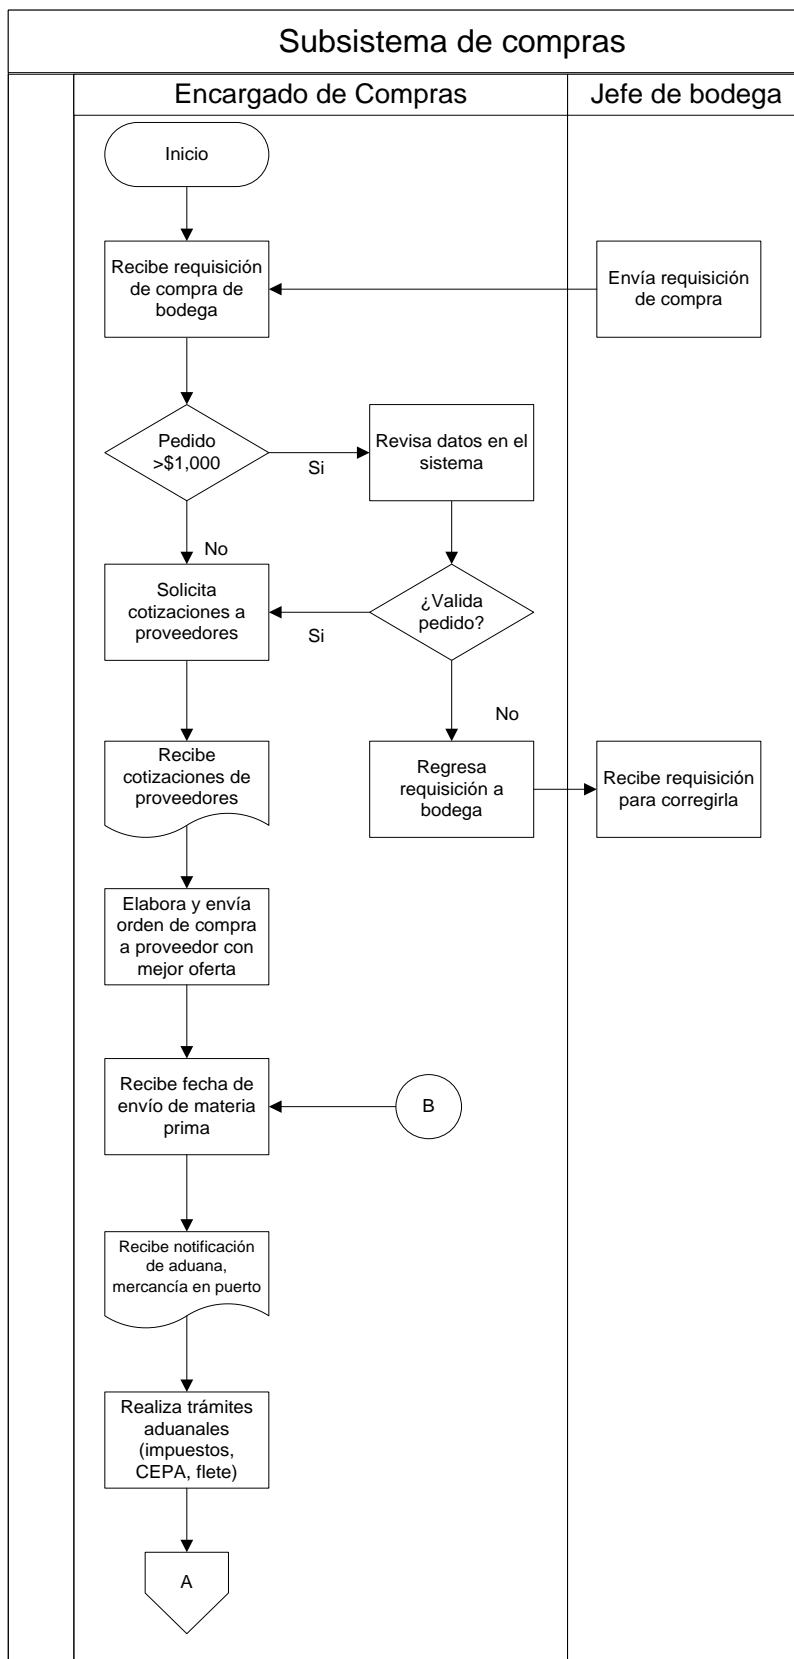 Subsistema de compras
Encargado de Compras
Jefe de bodega
Inicio
Recibe requisición
de compra de
bodega
Envía requisición
de compra
Pedido
>$1,000
Si
Revisa datos en el
sistema
No
Solicita
cotizaciones a
proveedores
Si
¿Valida
pedido?
No
Recibe
cotizaciones de
proveedores
Regresa
requisición a
bodega
Recibe requisición
para corregirla
Elabora y envía
orden de compra
a proveedor con
mejor oferta
Recibe fecha de
envío de materia
prima
B
Recibe notificación
de aduana,
mercancía en puerto
Realiza trámites
aduanales
(impuestos,
CEPA, flete)
A